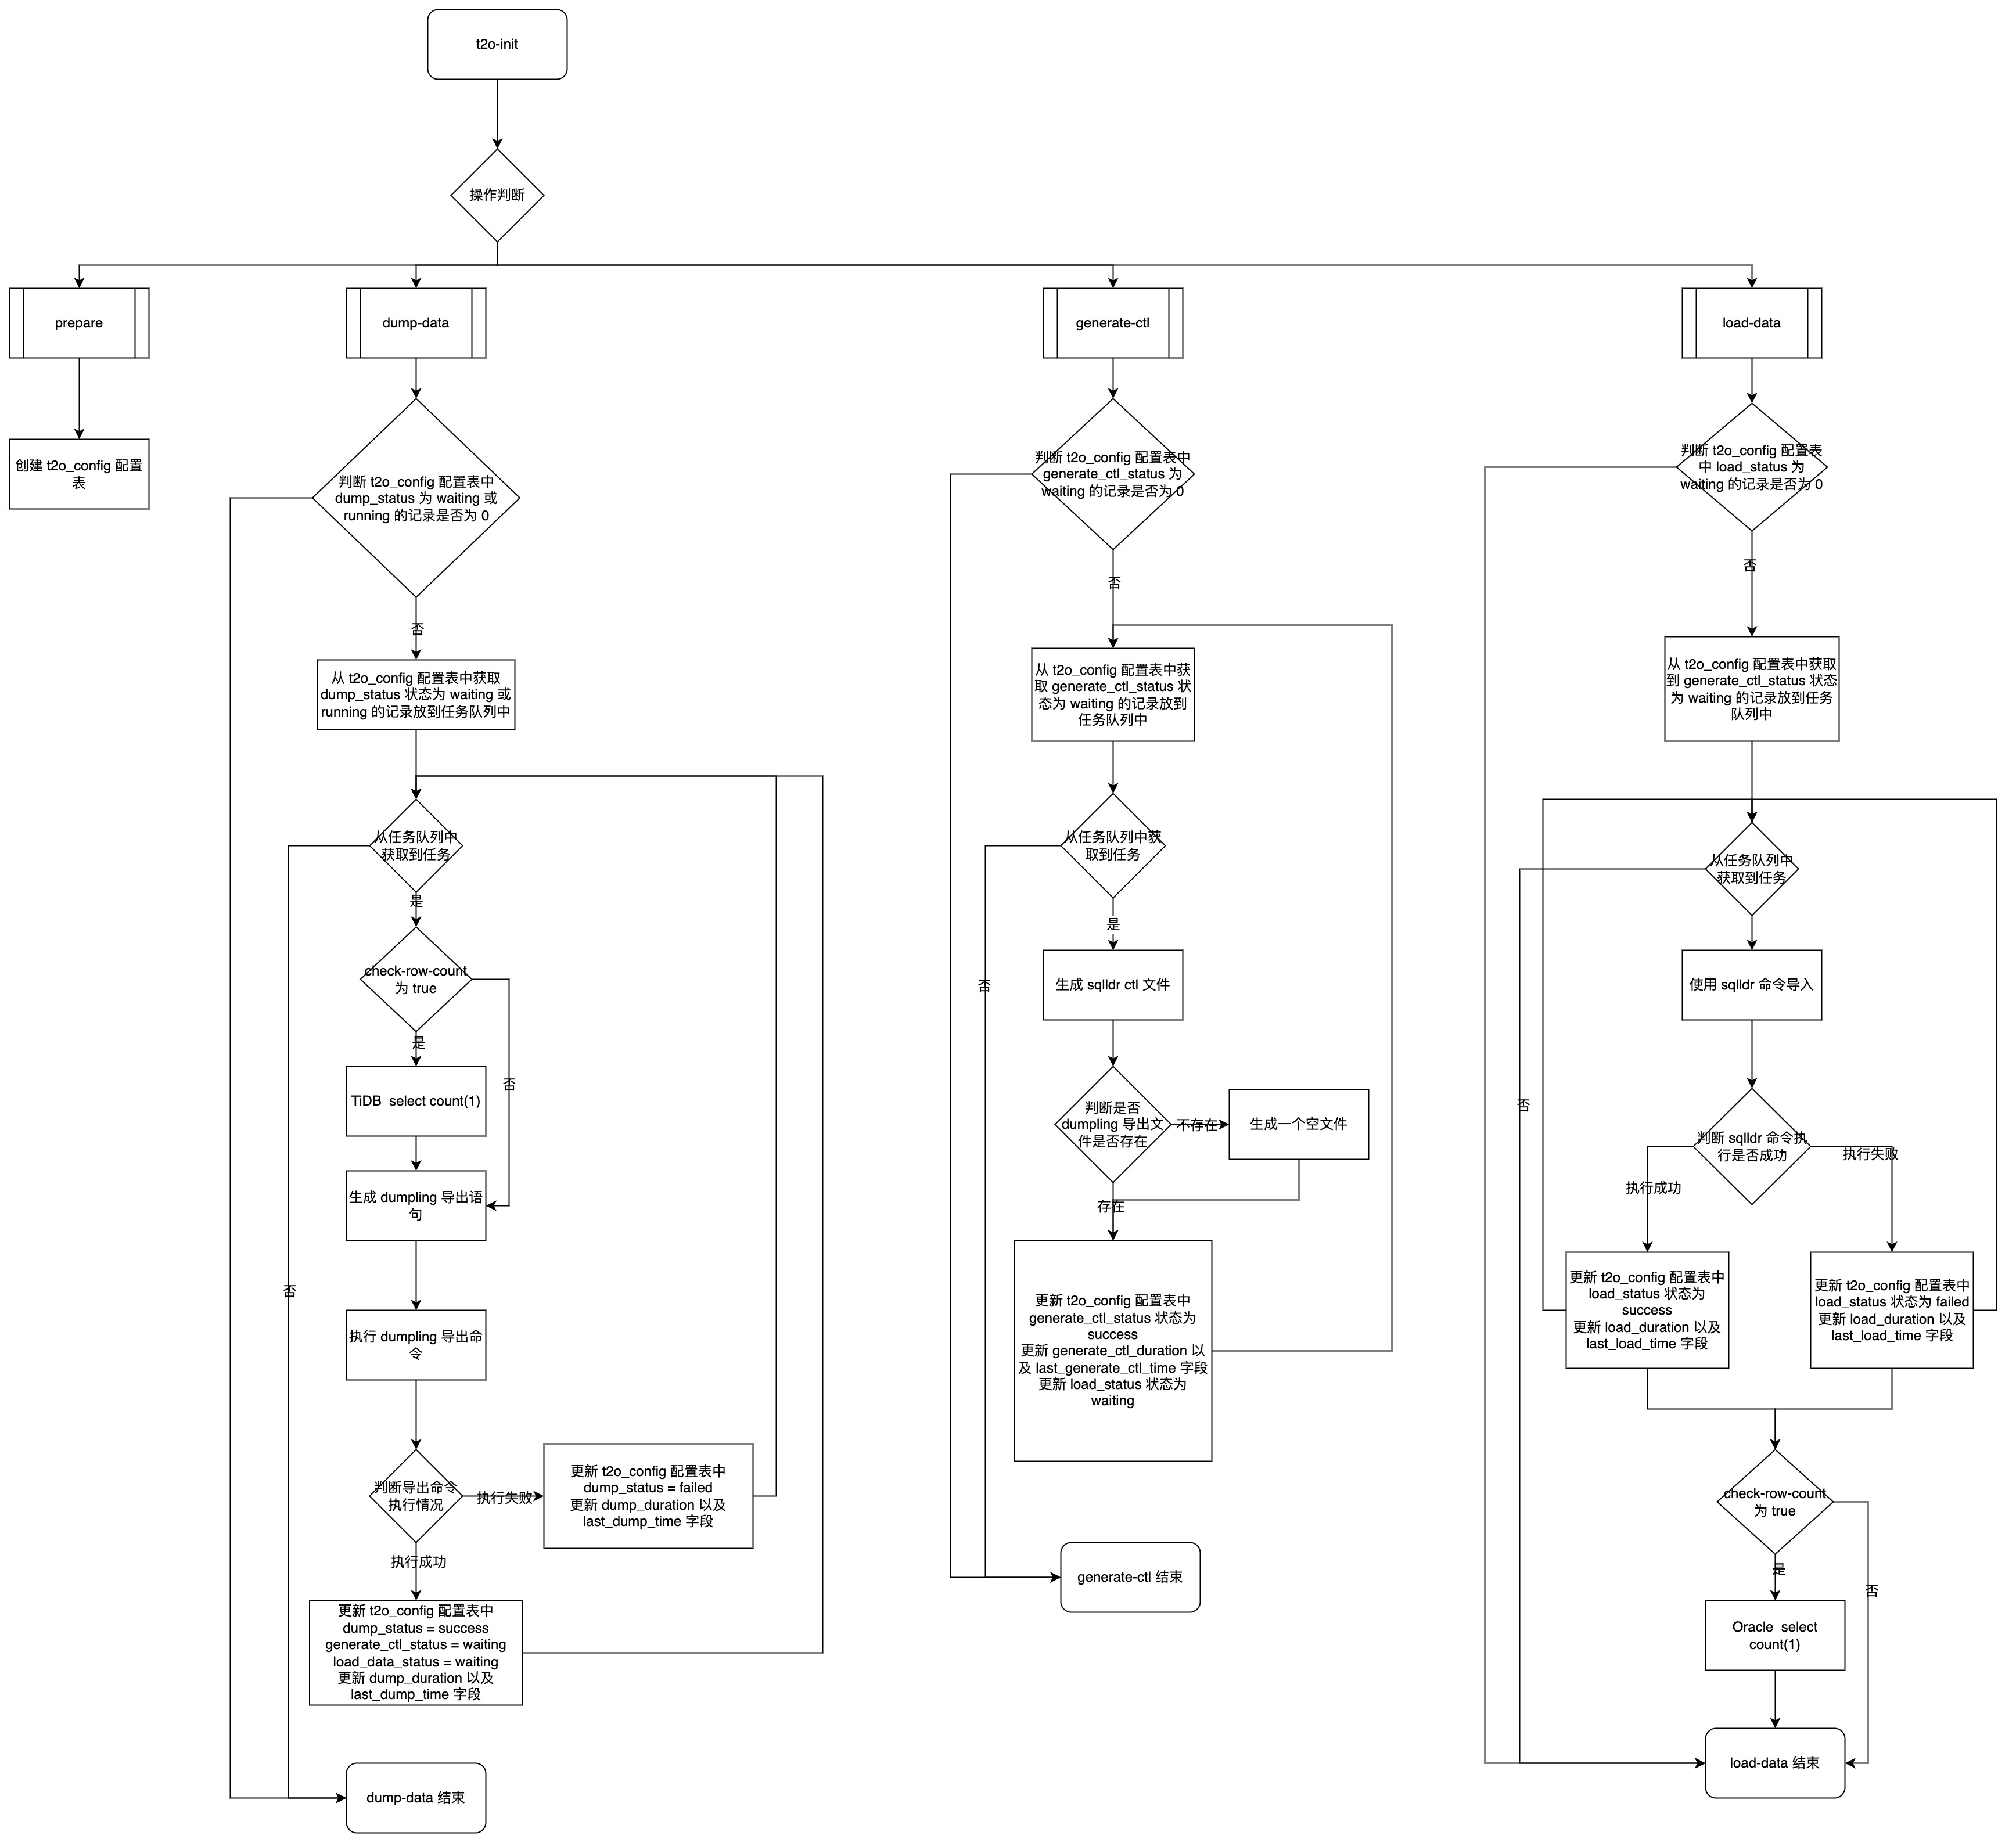 t2o-init
操作判断
prepare
创建 t2o_config 配置
表
dump-data
判断 t2o_config 配置表中
dump_status 为 waiting 或
running 的记录是否为 0
否
从 t2o_config 配置表中获取
dump_status 状态为 waiting 或
running 的记录放到任务队列中
从任务队列中
获取到任务
是
check-row-count
为 true
是
否
TiDB  select count(1)
生成 dumpling 导出语
句
否
执行 dumpling 导出命
令
判断导出命令
执行情况
执行失败
更新 t2o_config 配置表中
dump_status = failed
更新 dump_duration 以及
last_dump_time 字段
执行成功
更新 t2o_config 配置表中
dump_status = success
generate_ctl_status = waiting
load_data_status = waiting
更新 dump_duration 以及
last_dump_time 字段
dump-data 结束
generate-ctl
判断 t2o_config 配置表中
generate_ctl_status 为
waiting 的记录是否为 0
否
从 t2o_config 配置表中获
取 generate_ctl_status 状
态为 waiting 的记录放到
任务队列中
从任务队列中获
取到任务
是
否
生成 sqlldr ctl 文件
判断是否
dumpling 导出文
件是否存在
不存在
生成一个空文件
存在
更新 t2o_config 配置表中
generate_ctl_status 状态为
success
更新 generate_ctl_duration 以
及 last_generate_ctl_time 字段
更新 load_status 状态为
waiting
generate-ctl 结束
load-data
判断 t2o_config 配置表
中 load_status 为
waiting 的记录是否为 0
否
从 t2o_config 配置表中获取
到 generate_ctl_status 状态
为 waiting 的记录放到任务
队列中
从任务队列中
获取到任务
使用 sqlldr 命令导入
否
判断 sqlldr 命令执
行是否成功
执行成功
执行失败
更新 t2o_config 配置表中
load_status 状态为
success
更新 load_duration 以及
last_load_time 字段
更新 t2o_config 配置表中
load_status 状态为 failed
更新 load_duration 以及
last_load_time 字段
check-row-count
为 true
是
否
Oracle  select
count(1)
load-data 结束